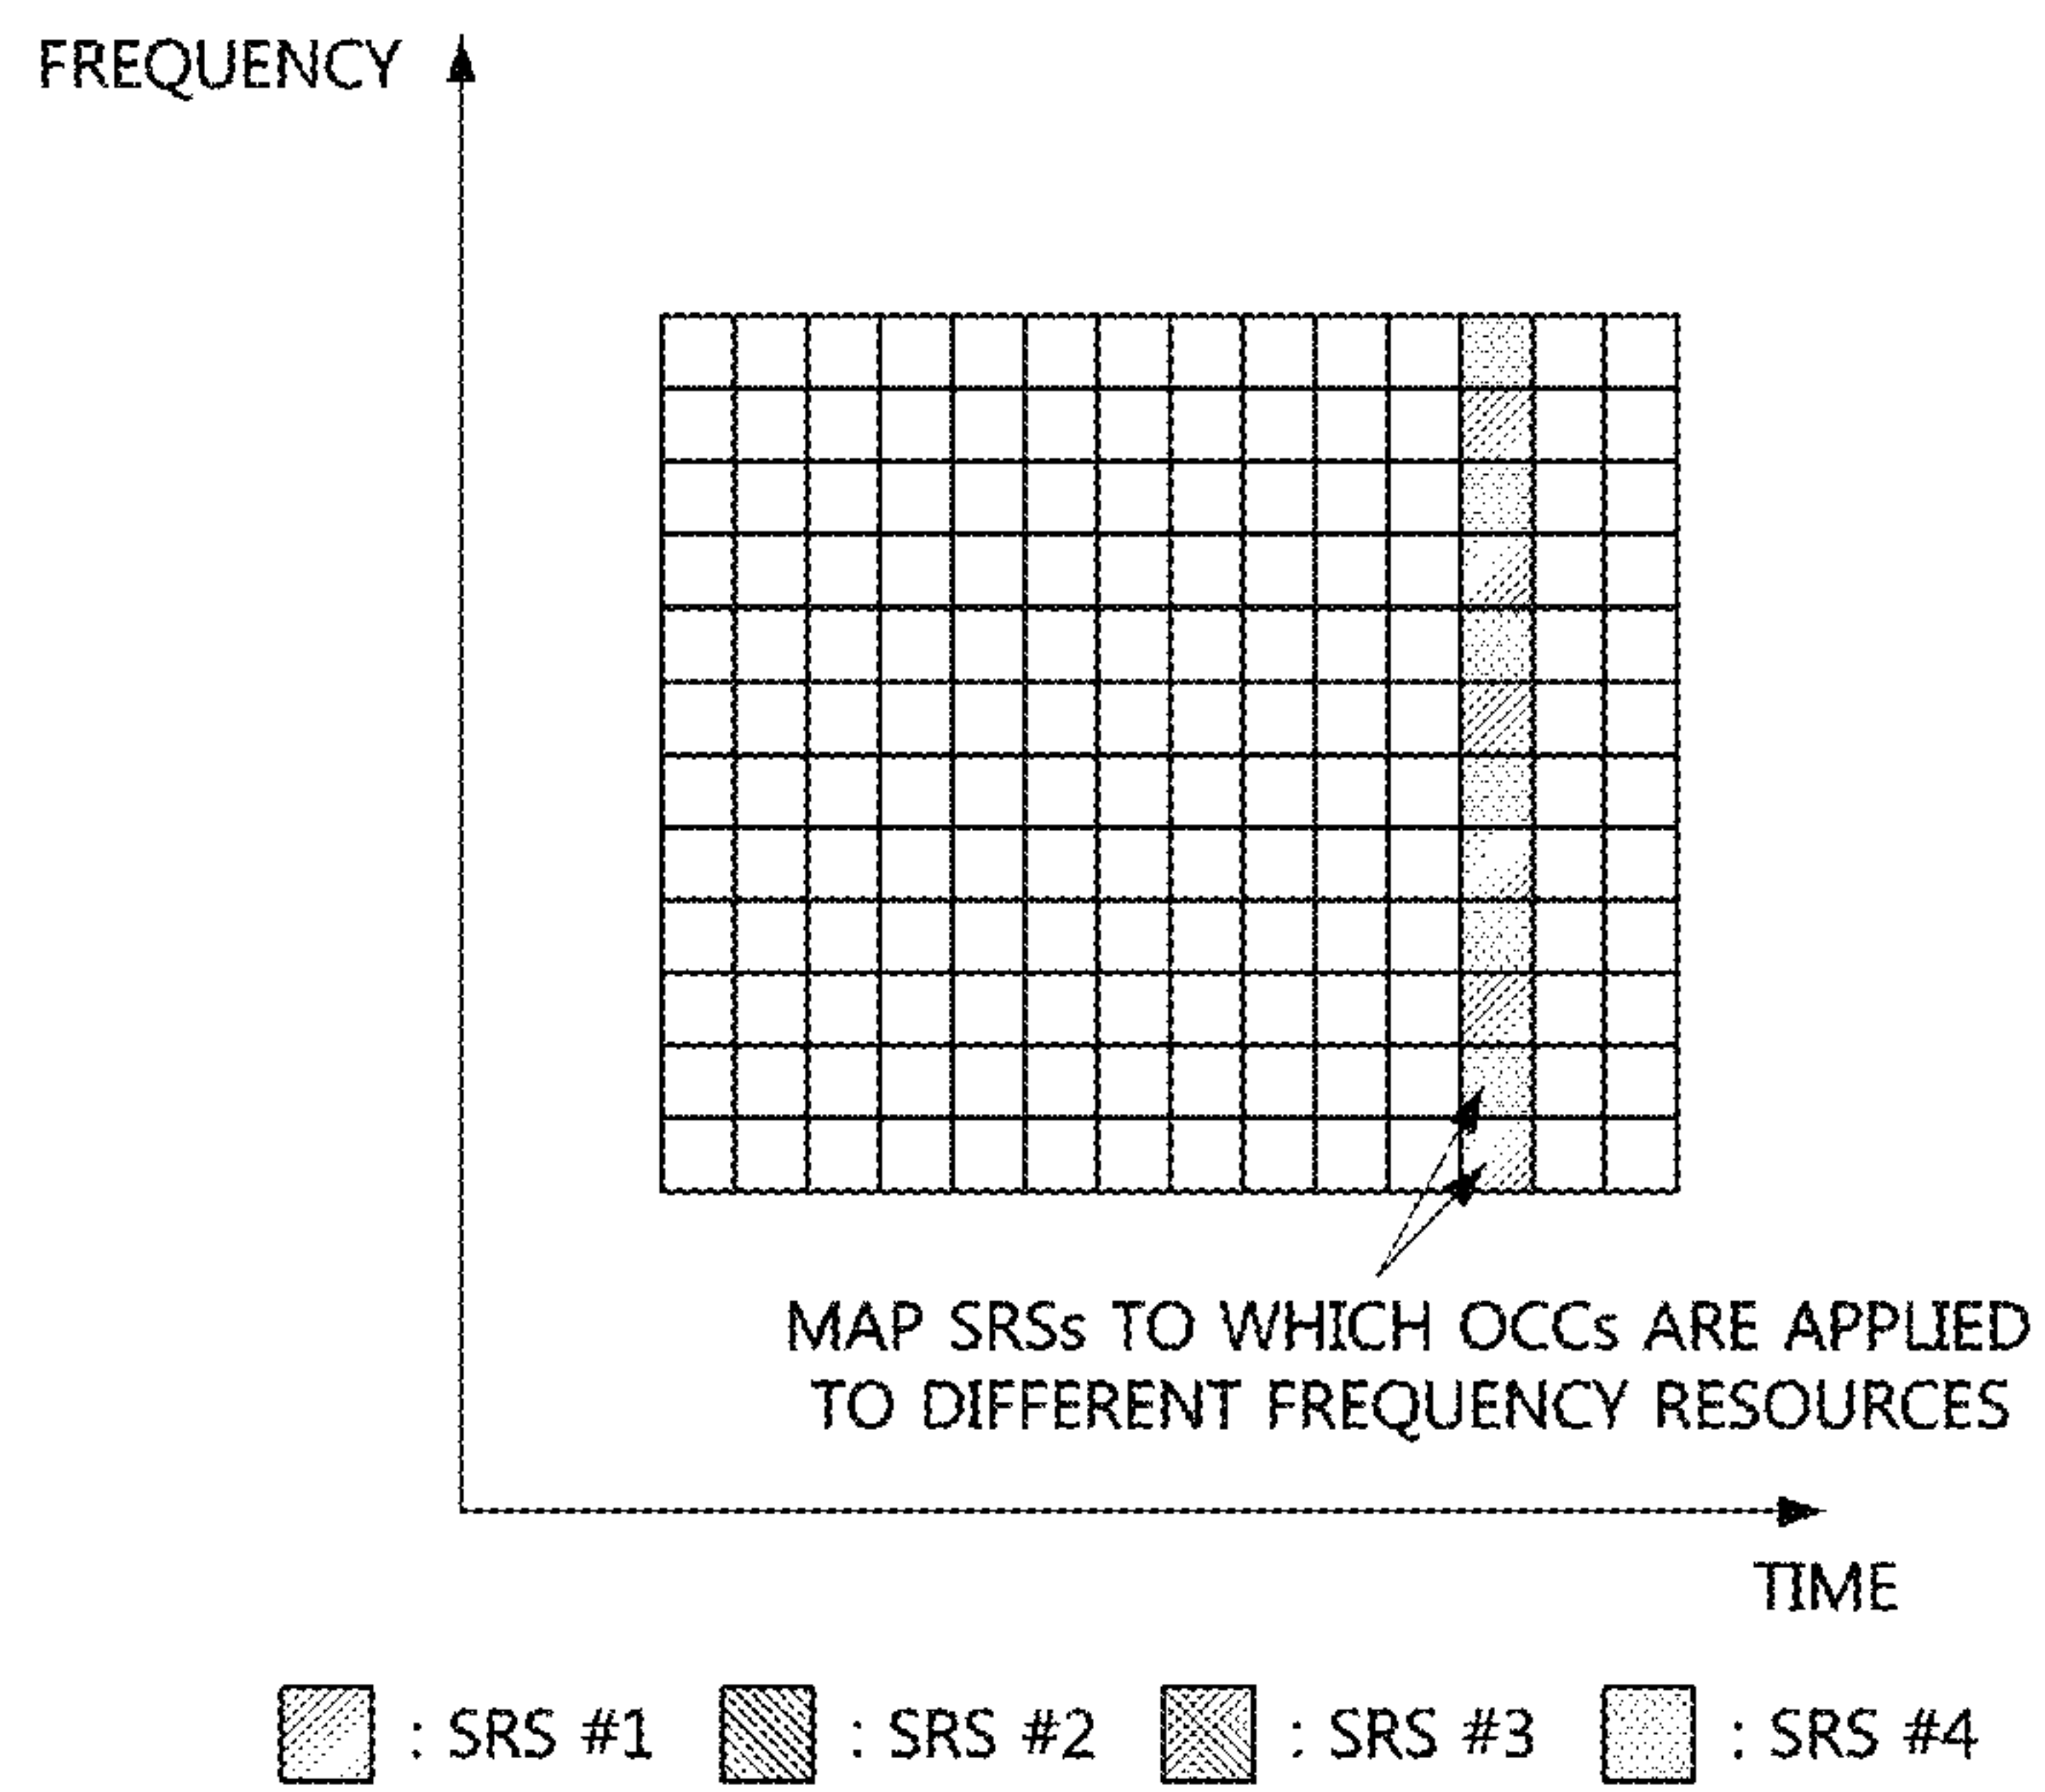 FREQUENCY
MAP SRSs TO WHICH OCCs ARE APPLIED
TO DIFFERENT FREQUENCY RESOURCES
TIME
: SRS #1 : SRS #2 : SRS #3 : SRS #4